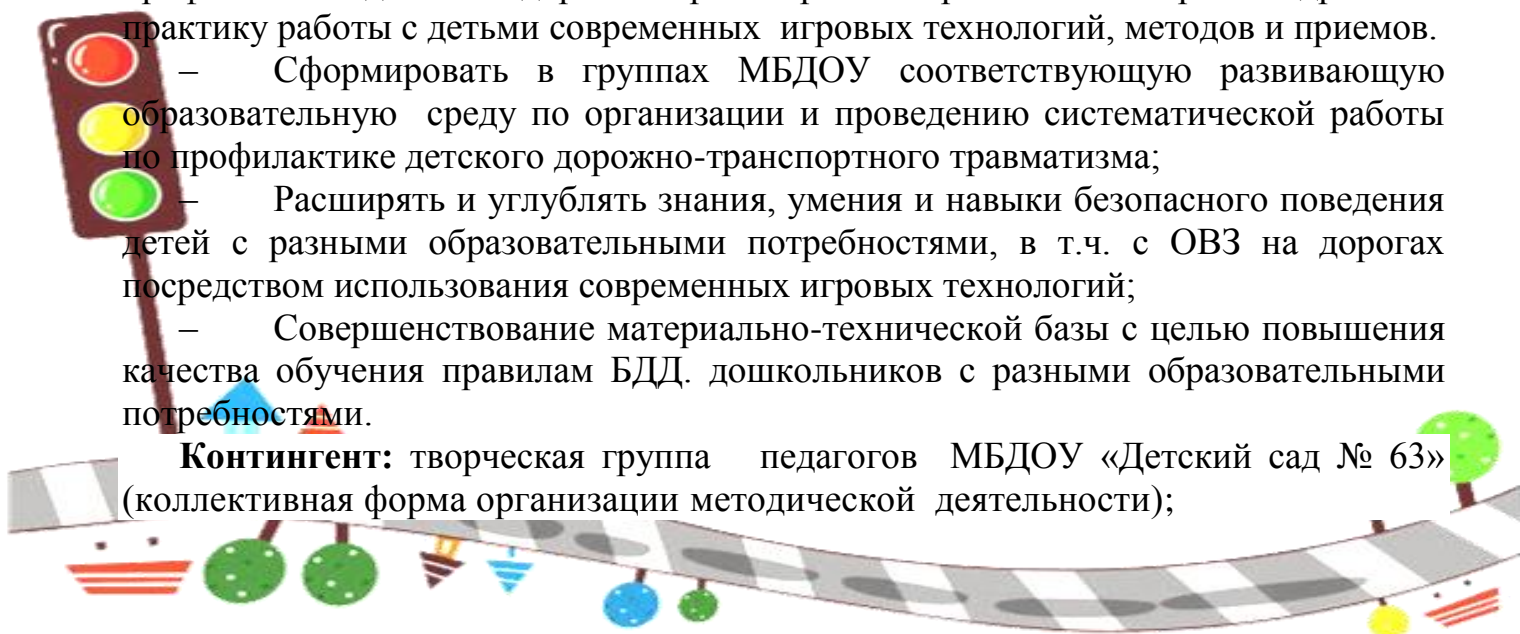 практику работы с детьми современных игровых технологий, методов и приемов.
– Сформировать в группах МБДОУ соответствующую развивающую
образовательную среду по организации и проведению систематической работы
по профилактике детского дорожно-транспортного травматизма;
– Расширять и углублять знания, умения и навыки безопасного поведения
детей с разными образовательными потребностями, в т.ч. с ОВЗ на дорогах
посредством использования современных игровых технологий;
– Совершенствование материально-технической базы с целью повышения
качества обучения правилам БДД. дошкольников с разными образовательными
потребностями.
Контингент: творческая группа педагогов МБДОУ «Детский сад № 63»
(коллективная форма организации методической деятельности);